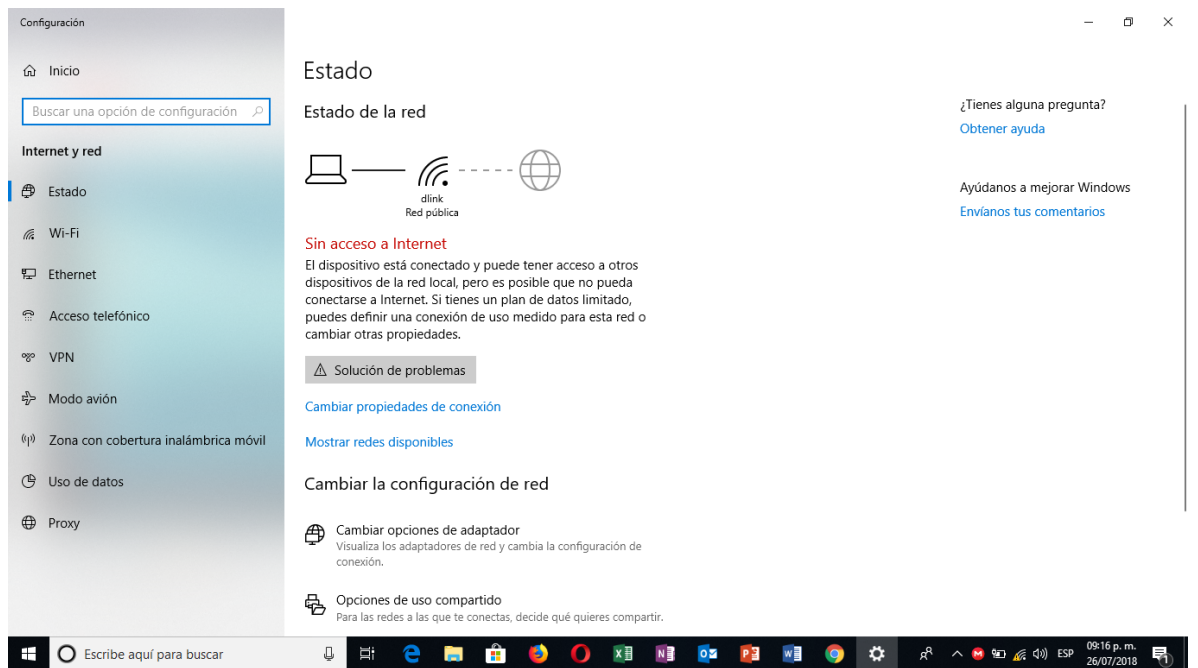 Configuración
Inicio
Buscar una opción de configuración
Internet y red
Estado
Wi-Fi
Ethernet
Acceso telefónico
VPN
Modo avión
Zona con cobertura inalámbrica móvil
Uso de datos
Proxy
Estado
Estado de la red
dlink
Red pública
Sin acceso a Internet
El dispositivo está conectado y puede tener acceso a otros
dispositivos de la red local, pero es posible que no pueda
conectarse a Internet. Si tienes un plan de datos limitado,
puedes definir una conexión de uso medido para esta red o
cambiar otras propiedades.
Solución de problemas
Cambiar propiedades de conexión
Mostrar redes disponibles
Cambiar la configuración de red
Cambiar opciones de adaptador
Visualiza los adaptadores de red y cambia la configuración de
conexión.
Opciones de uso compartido
Para las redes a las que te conectas, decide qué quieres compartir.
¿Tienes alguna pregunta?
Obtener ayuda
Ayúdanos a mejorar Windows
Envíanos tus comentarios
Escribe aquí para buscar
ESP
09:16 p. m.
26/07/2018
1